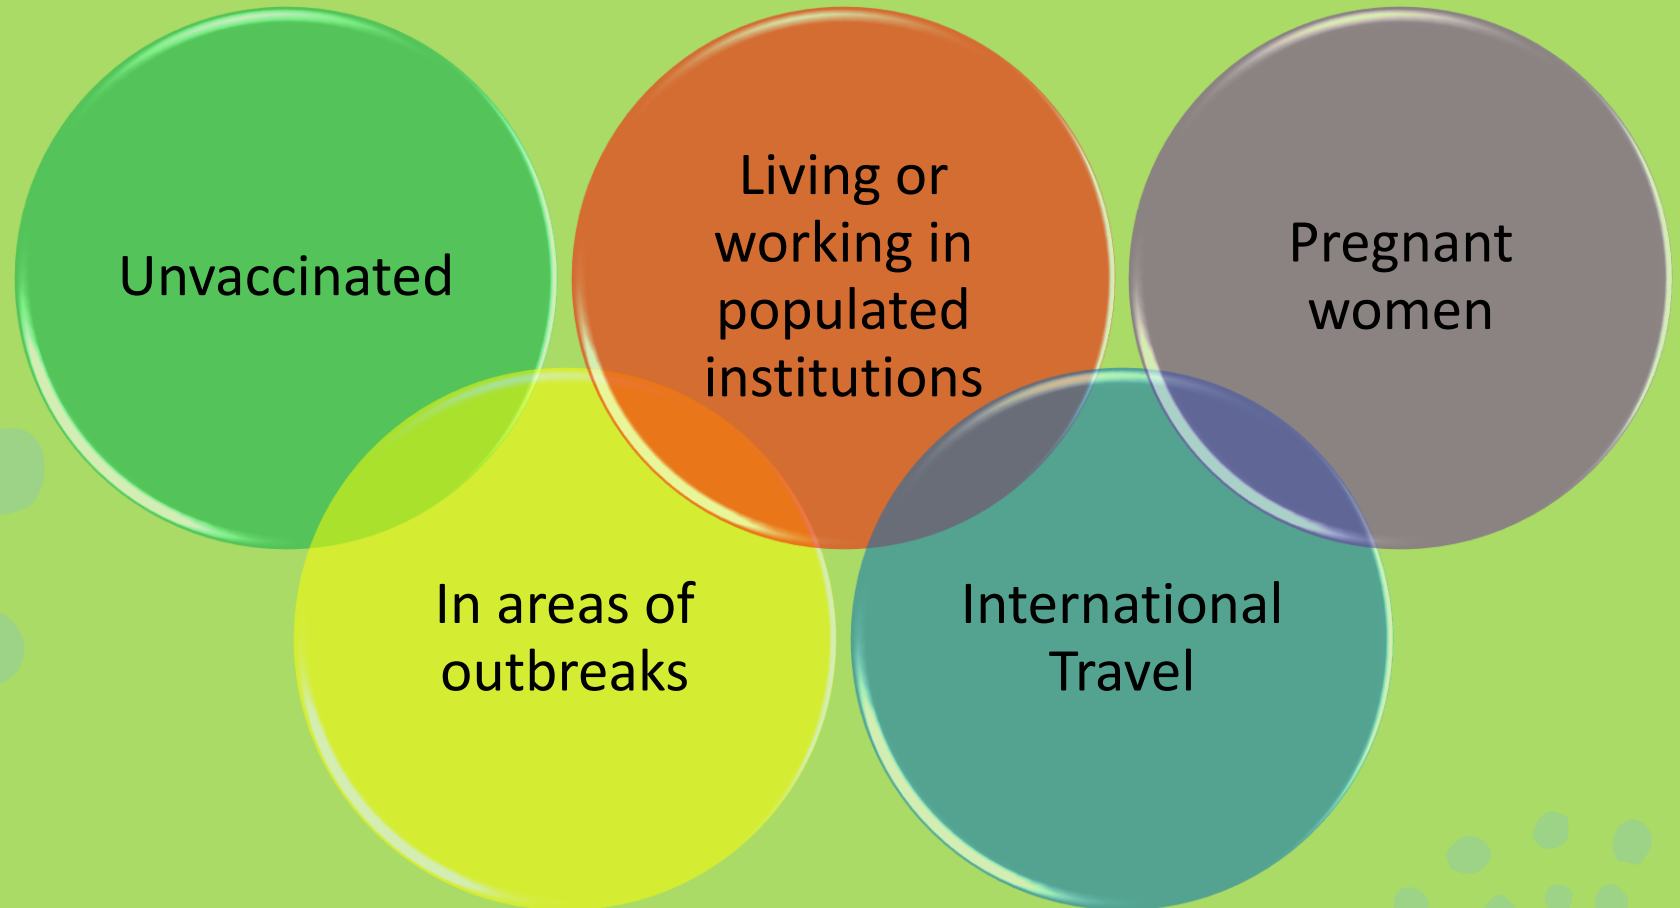 Unvaccinated
Living or
working in
populated
institutions
Pregnant
women
In areas of
outbreaks
International
Travel